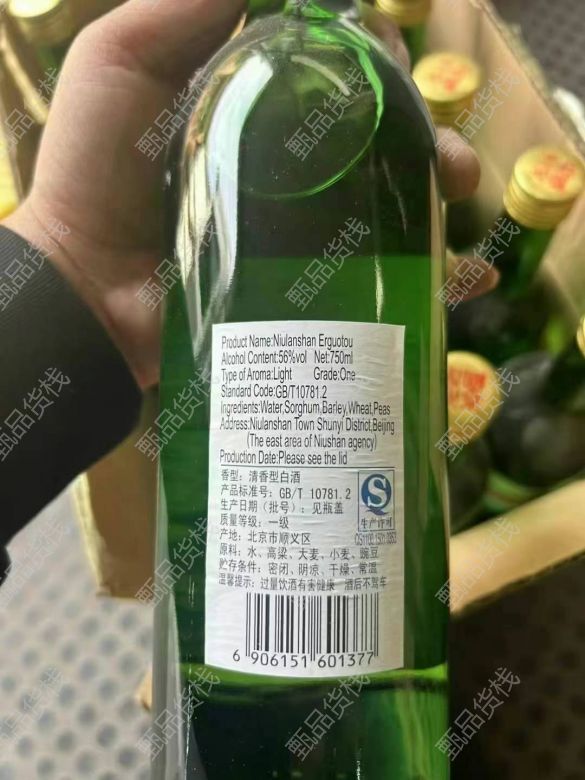 Product Name:Niulanshan Erguotou
Alcohol Content:56%vol Net:750ml
Type of Aroma:Light Grade:One
Standard Code:GB/T10781.2
Ingredients:Water,Sorghum,Barley,Wheat,Peas
Address:Niulanshan Town Shunyi District,Beijing
(The east area of Niushan agency)
Production Date:Please see the lid
香型：清香型白酒
产品标准号：GB/T 10781.2
生产日期（批号）：见瓶盖
质量等级：一级
产地：北京市顺义区
原料：水、高粱、大麦、小麦、豌豆
贮存条件：密闭、阴凉、干燥、常温
温馨提示：过量饮酒有害健康 酒后不驾车
生产许可
6 906151 601377
甄品货栈